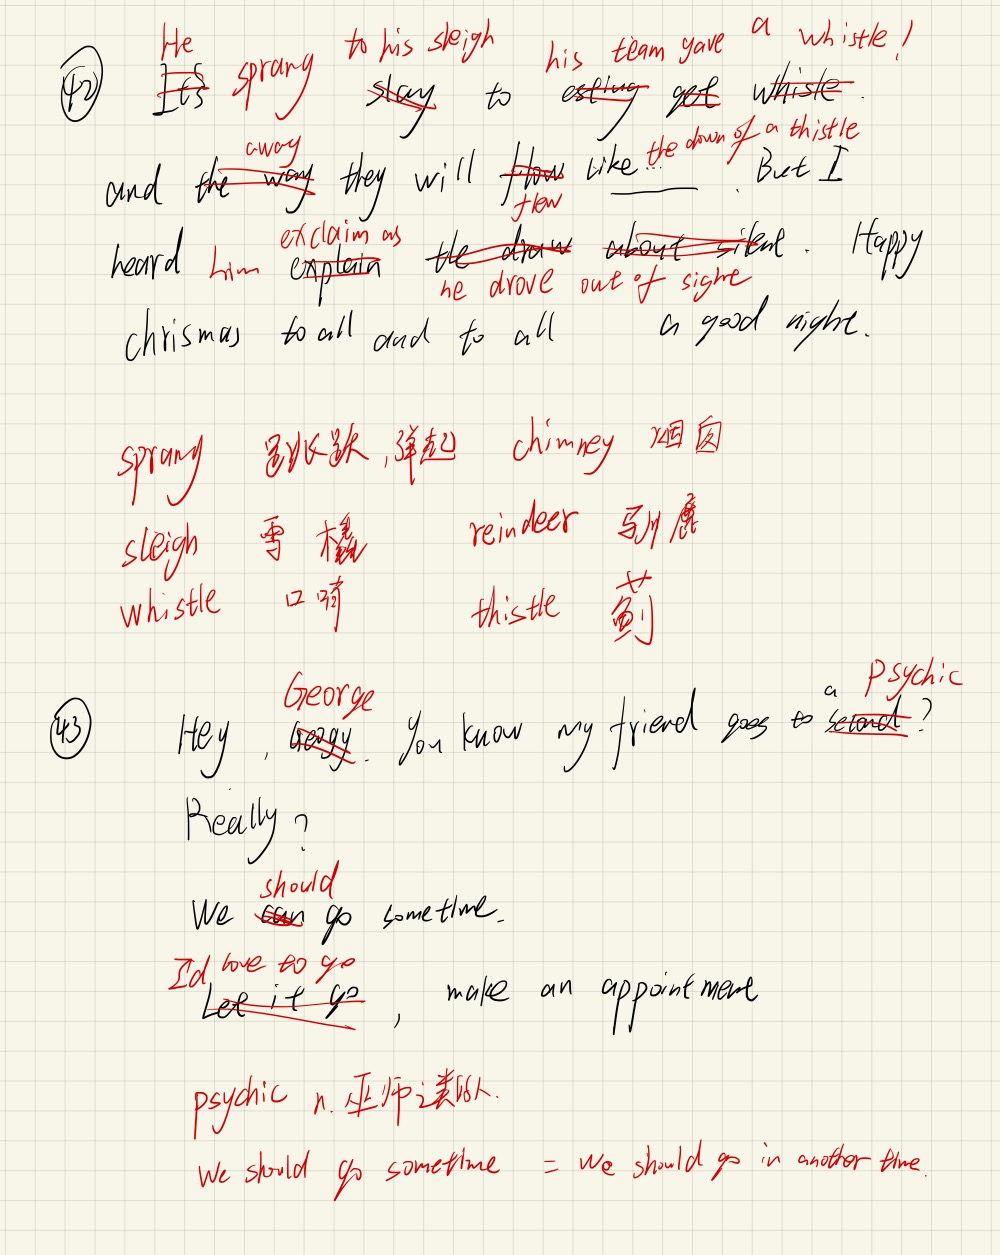 He to his sleigh his team gave a whistle!
42 It's sprang slay to esting get whisle.
away the down of a thistle
and the way they will flow like ... . But I
flew
exclaim as
heard him explain the draw about silent. Happy
he drove out of sight
chrismas to all and to all a good night.
sprang 跳跃,弹起 chimney 烟囱
sleigh 雪橇 reindeer 驯鹿
whistle 口哨 thistle 蓟
George a psychic
43 Hey, Geogy. You know my friend goes to second?
Really?
should
We can go sometime.
I'd love to go
Let it go, make an appointment
psychic n. 巫师之类的人.
We should go sometime = we should go in another time.